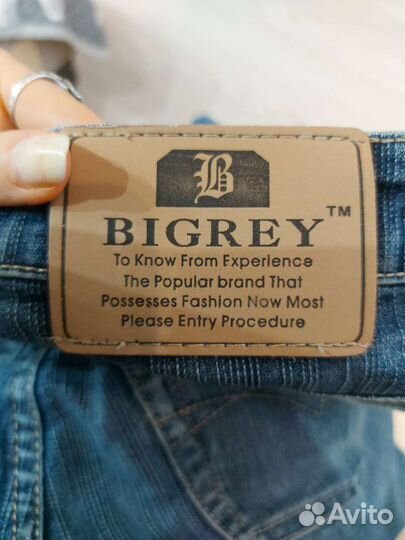 B
BIGREY™
To Know From Experience
The Popular brand That
Possesses Fashion Now Most
Please Entry Procedure
Avito